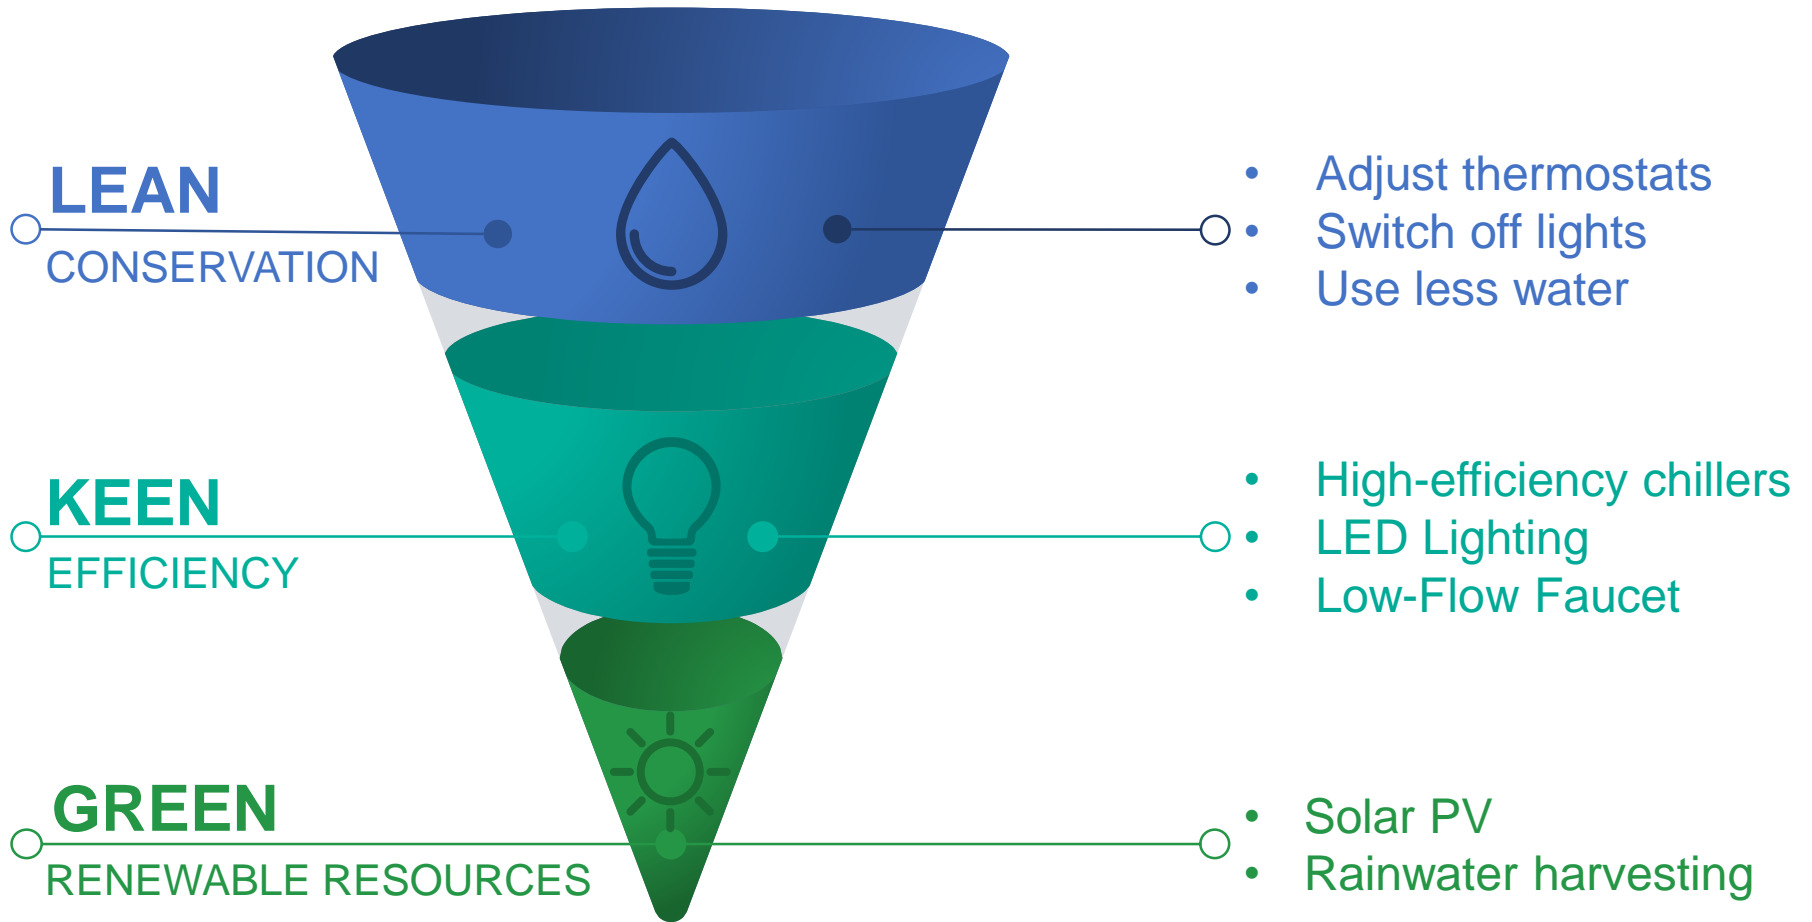 LEAN
CONSERVATION
• Adjust thermostats
• Switch off lights
• Use less water
KEEN
EFFICIENCY
• High-efficiency chillers
• LED Lighting
• Low-Flow Faucet
GREEN
RENEWABLE RESOURCES
• Solar PV
• Rainwater harvesting